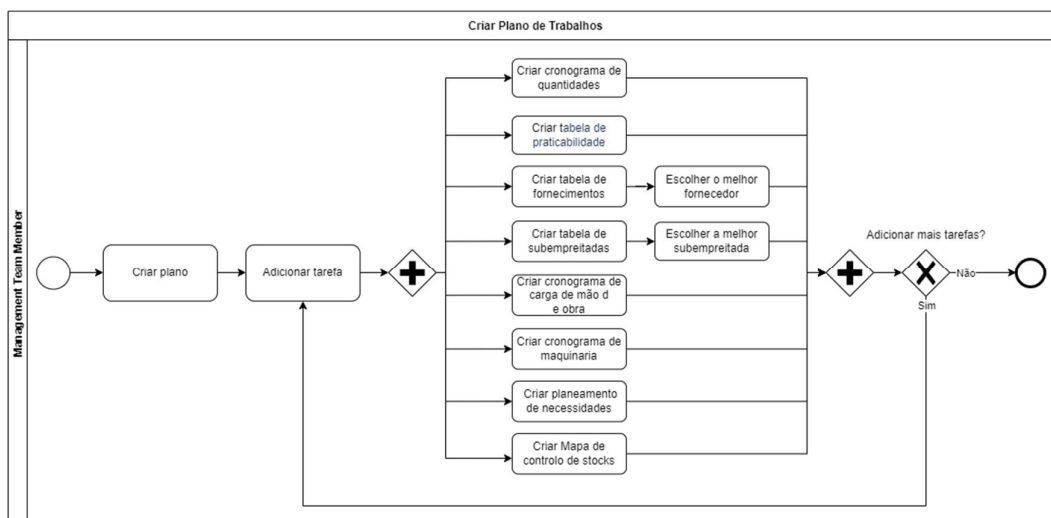 Criar Plano de Trabalhos
Management Team Member
Criar plano
Adicionar tarefa
Criar cronograma de
quantidades
Criar tabela de
praticabilidade
Criar tabela de
fornecimentos
Escolher o melhor
fornecedor
Criar tabela de
subempreitadas
Escolher a melhor
subempreitada
Criar cronograma de
carga de mão d
e obra
Criar cronograma de
maquinaria
Criar planeamento
de necessidades
Criar Mapa de
controlo de stocks
Adicionar mais tarefas?
Não
Sim